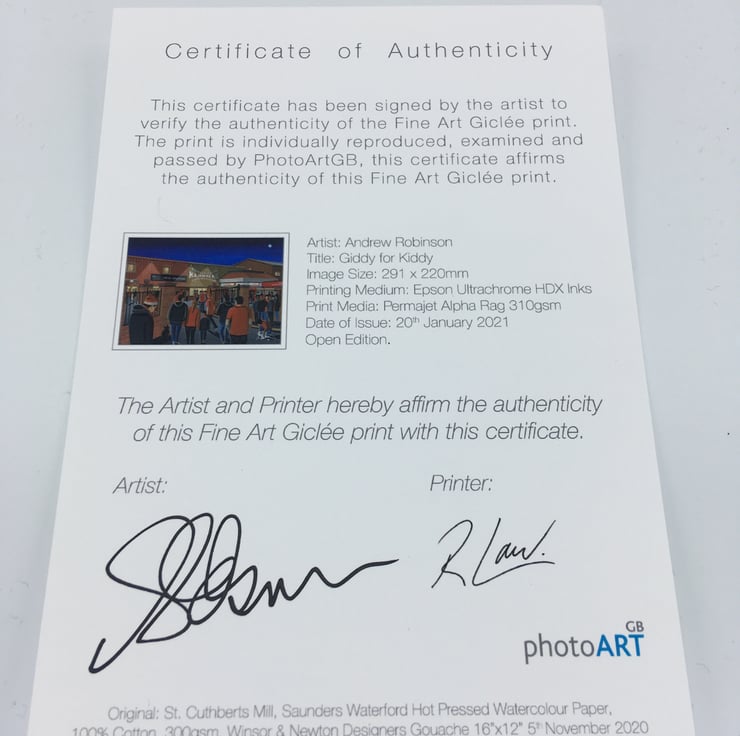 Certificate of Authenticity
This certificate has been signed by the artist to
verify the authenticity of the Fine Art Giclée print.
The print is individually reproduced, examined and
passed by PhotoArtGB, this certificate affirms
the authenticity of this Fine Art Giclée print.
Artist: Andrew Robinson
Title: Giddy for Kiddy
Image Size: 291 x 220mm
Printing Medium: Epson Ultrachrome HDX Inks
Print Media: Permajet Alpha Rag 310gsm
Date of Issue: 20th January 2021
Open Edition.
The Artist and Printer hereby affirm the authenticity
of this Fine Art Giclée print with this certificate.
Artist:
Printer:
R Law.
GB
photoART
Original: St. Cuthberts Mill, Saunders Waterford Hot Pressed Watercolour Paper,
100% Cotton, 300gsm, Winsor & Newton Designers Gouache 16"x12" 5th November 2020